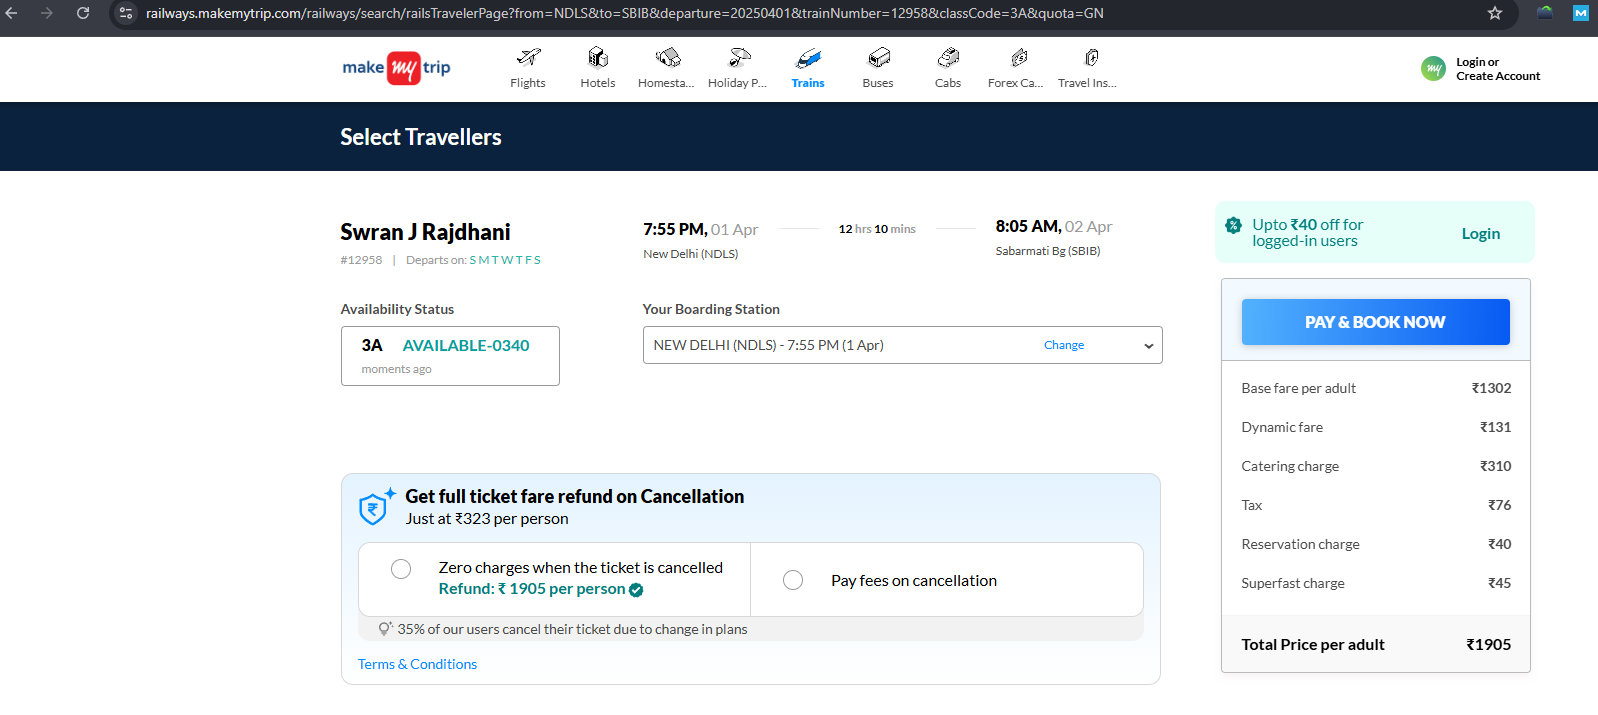 railways.makemytrip.com/railways/search/railsTravelerPage?from=NDLS&to=SBIB&departure=20250401&trainNumber=12958&classCode=3A&quota=GN
M
make my trip
Flights
Hotels
Homesta...
Holiday P...
Trains
Buses
Cabs
Forex Ca...
Travel Ins...
my
Login or
Create Account
Select Travellers
Swran J Rajdhani
#12958 | Departs on: S M T W T F S
7:55 PM, 01 Apr
New Delhi (NDLS)
12 hrs 10 mins
8:05 AM, 02 Apr
Sabarmati Bg (SBIB)
Availability Status
3A AVAILABLE-0340
moments ago
Your Boarding Station
NEW DELHI (NDLS) - 7:55 PM (1 Apr) Change
Get full ticket fare refund on Cancellation
Just at ₹323 per person
Zero charges when the ticket is cancelled
Refund: ₹ 1905 per person
Pay fees on cancellation
35% of our users cancel their ticket due to change in plans
Terms & Conditions
Upto ₹40 off for
logged-in users
Login
PAY & BOOK NOW
Base fare per adult ₹1302
Dynamic fare ₹131
Catering charge ₹310
Tax ₹76
Reservation charge ₹40
Superfast charge ₹45
Total Price per adult ₹1905